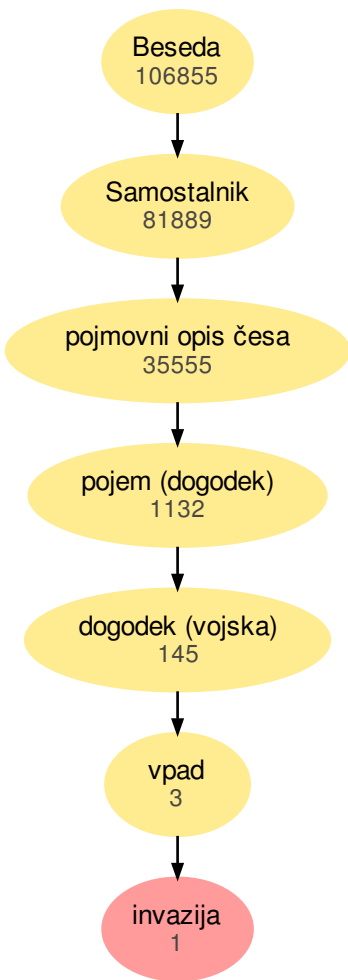 Beseda
106855
Samostalnik
81889
pojmovni opis česa
35555
pojem (dogodek)
1132
dogodek (vojska)
145
vpad
3
invazija
1